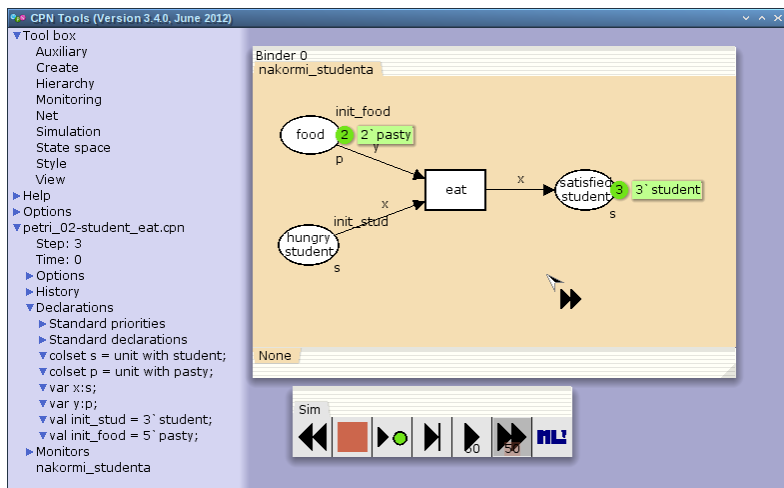 CPN Tools (Version 3.4.0, June 2012)
Tool box
Auxiliary
Create
Hierarchy
Monitoring
Net
Simulation
State space
Style
View
Help
Options
petri_02-student_eat.cpn
Step: 3
Time: 0
Options
History
Declarations
Standard priorities
Standard declarations
colset s = unit with student;
colset p = unit with pasty;
var x:s;
var y:p;
val init_stud = 3`student;
val init_food = 5`pasty;
Monitors
nakormi_studenta
Binder 0
nakormi_studenta
init_food
food
2
2`pasty
y
p
eat
x
satisfied
student
3
3`student
s
x
init_stud
hungry
student
s
None
Sim
50
50
ML!